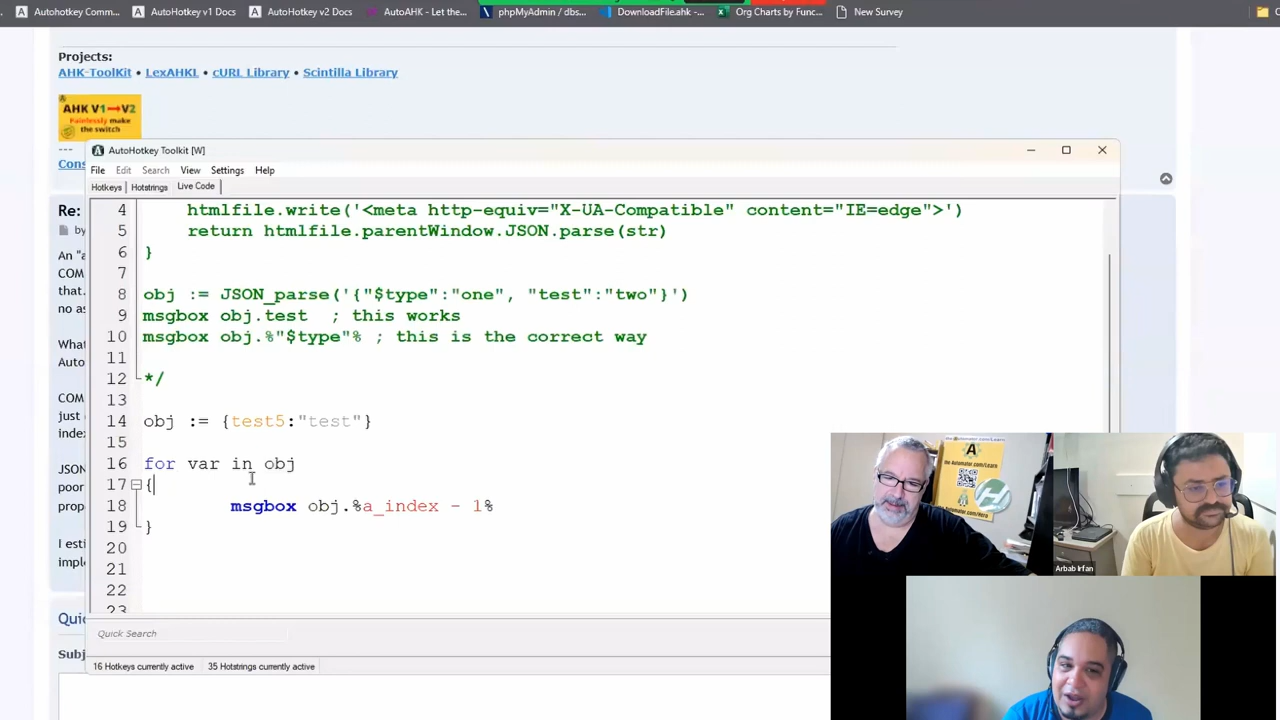 Autohotkey Comm...
AutoHotkey v1 Docs
AutoHotkey v2 Docs
AutoAHK - Let the...
phpMyAdmin / dbs...
DownloadFile.ahk -...
Org Charts by Func...
New Survey
Projects:
AHK-ToolKit • LexAHKL • cURL Library • Scintilla Library
AHK V1→V2
Painlessly make
the switch
---
Cons
Re:
by
An "a
COM
that.
no as
What
Auto
COM
just
index
JSON
poor
prope
I esti
imple
Quic
Subj
AutoHotkey Toolkit [W]
File Edit Search View Settings Help
Hotkeys Hotstrings Live Code
4 htmlfile.write('<meta http-equiv="X-UA-Compatible" content="IE=edge">')
5 return htmlfile.parentWindow.JSON.parse(str)
6 }
7
8 obj := JSON_parse('{"$type":"one", "test":"two"}')
9 msgbox obj.test ; this works
10 msgbox obj.%"$type"% ; this is the correct way
11
12 */
13
14 obj := {test5:"test"}
15
16 for var in obj
17 {
18 msgbox obj.%a_index - 1%
19 }
20
21
22
23
Quick Search
16 Hotkeys currently active 35 Hotstrings currently active
the-Automator.com/Learn
Arbab Irfan